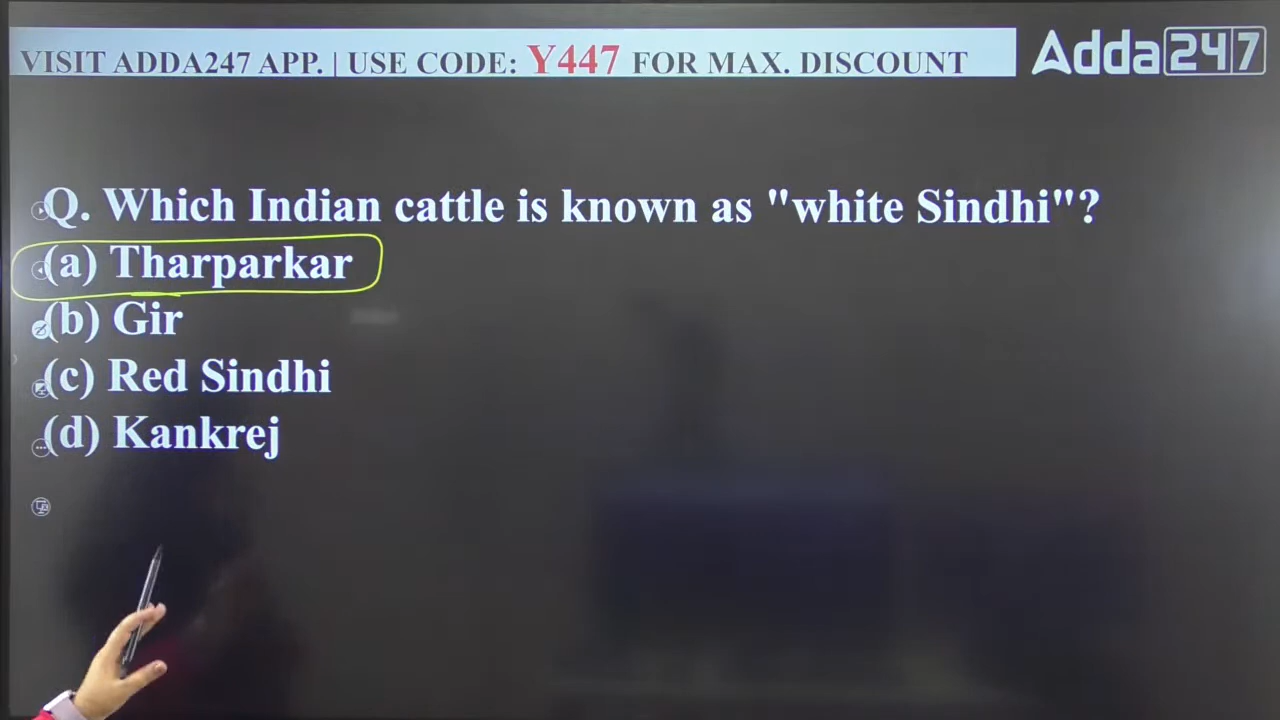 VISIT ADDA247 APP. | USE CODE: Y447 FOR MAX. DISCOUNT
Adda247
Q. Which Indian cattle is known as "white Sindhi"?
(a) Tharparkar
(b) Gir
(c) Red Sindhi
(d) Kankrej